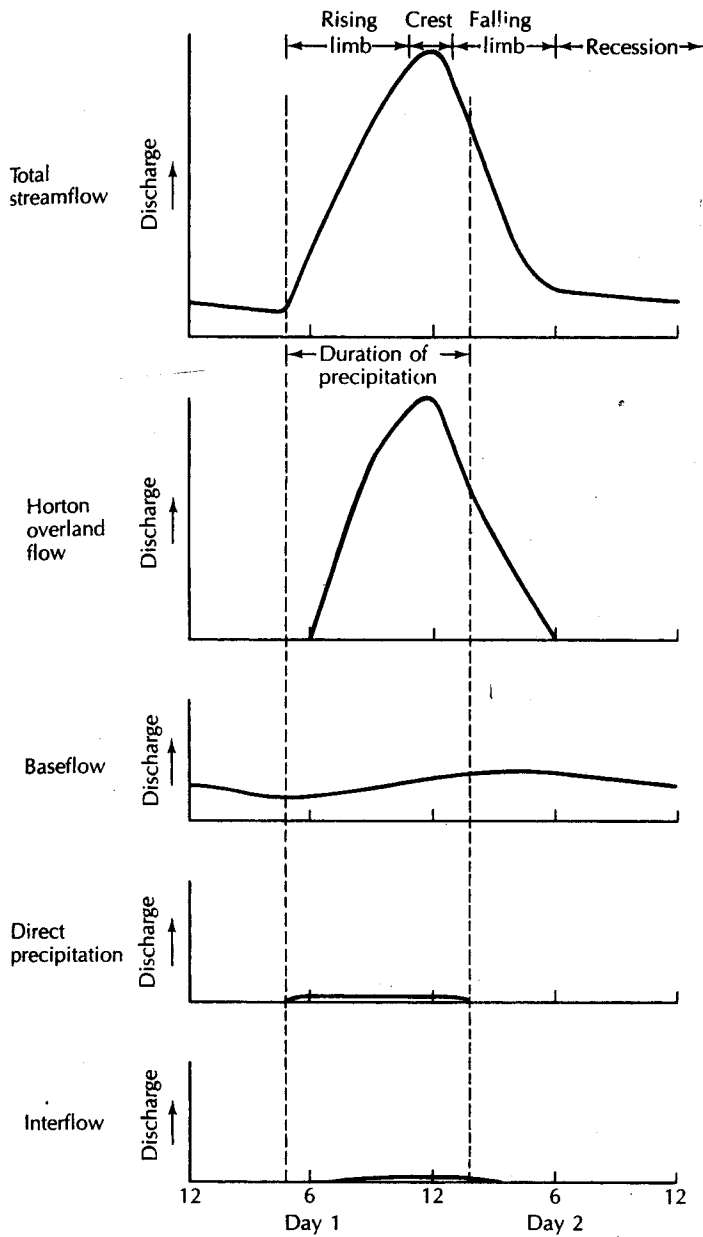 Rising Crest Falling
limb limb Recession
Total
streamflow
Discharge
Duration of
precipitation
Horton
overland
flow
Discharge
Baseflow
Discharge
Direct
precipitation
Discharge
Interflow
Discharge
12 6 12 6 12
Day 1 Day 2